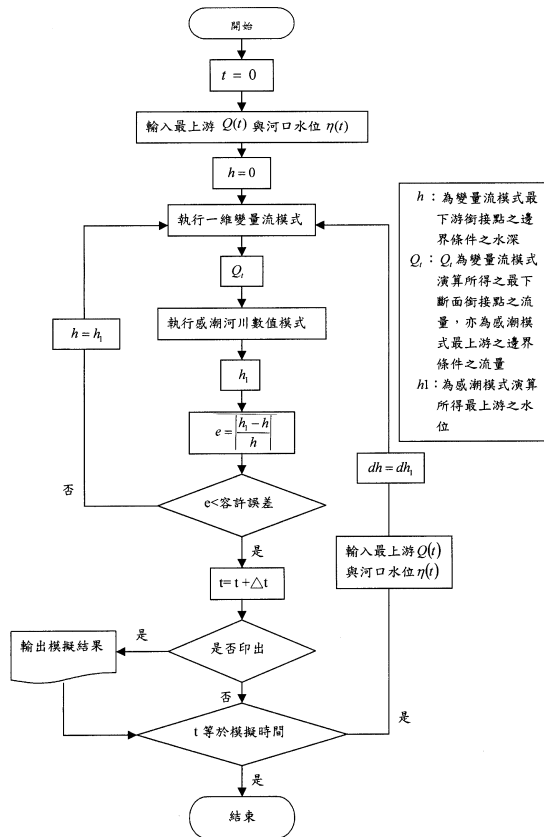 開始
t = 0
輸入最上游 Q(t) 與河口水位 η(t)
h = 0
執行一維變量流模式
Q_t
執行感潮河川數值模式
h_1
e = |(h_1 − h)/h|
h = h_1
否
e<容許誤差
是
t= t +△t
是否印出
是
輸出模擬結果
否
t 等於模擬時間
是
結束
是
輸入最上游Q(t)
與河口水位η(t)
dh = dh_1
h：為變量流模式最
下游銜接點之邊
界條件之水深
Q_t：Q_t為變量流模式
演算所得之最下
斷面銜接點之流
量，亦為感潮模
式最上游之邊界
條件之流量
h1：為感潮模式演算
所得最上游之水
位